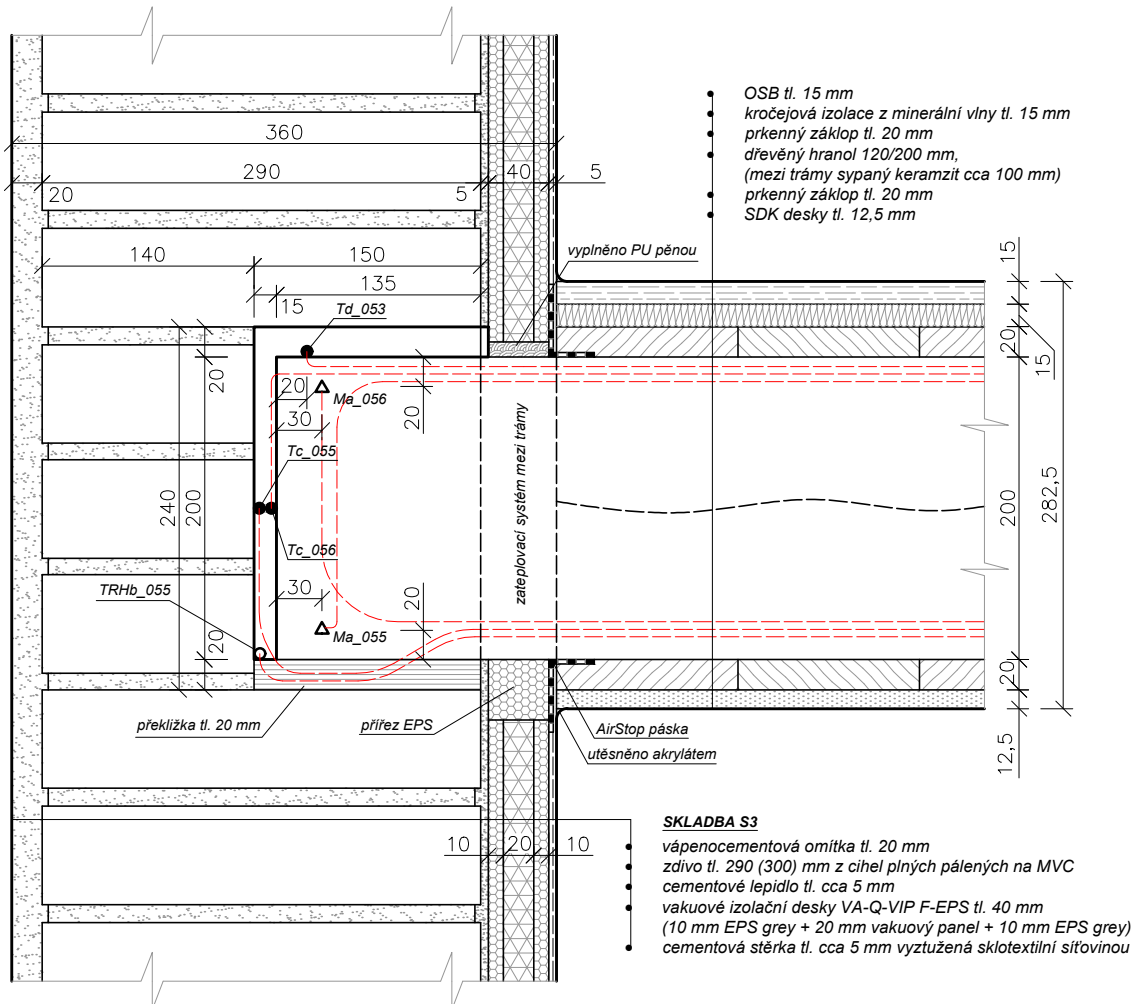 OSB tl. 15 mm
kročejová izolace z minerální vlny tl. 15 mm
prkenný záklop tl. 20 mm
dřevěný hranol 120/200 mm,
(mezi trámy sypaný keramzit cca 100 mm)
prkenný záklop tl. 20 mm
SDK desky tl. 12,5 mm
360
290
40
5
20
5
vyplněno PU pěnou
140
150
135
15
Td_053
15
20
15
20
20
Ma_056
30
20
Tc_055
240
200
zateplovací systém mezi trámy
200
282,5
Tc_056
30
TRHb_055
20
20
Ma_055
20
překližka tl. 20 mm
přířez EPS
AirStop páska
utěsněno akrylátem
12,5
SKLADBA S3
10
20
10
vápenocementová omítka tl. 20 mm
zdivo tl. 290 (300) mm z cihel plných pálených na MVC
cementové lepidlo tl. cca 5 mm
vakuové izolační desky VA-Q-VIP F-EPS tl. 40 mm
(10 mm EPS grey + 20 mm vakuový panel + 10 mm EPS grey)
cementová stěrka tl. cca 5 mm vyztužená sklotextilní síťovinou